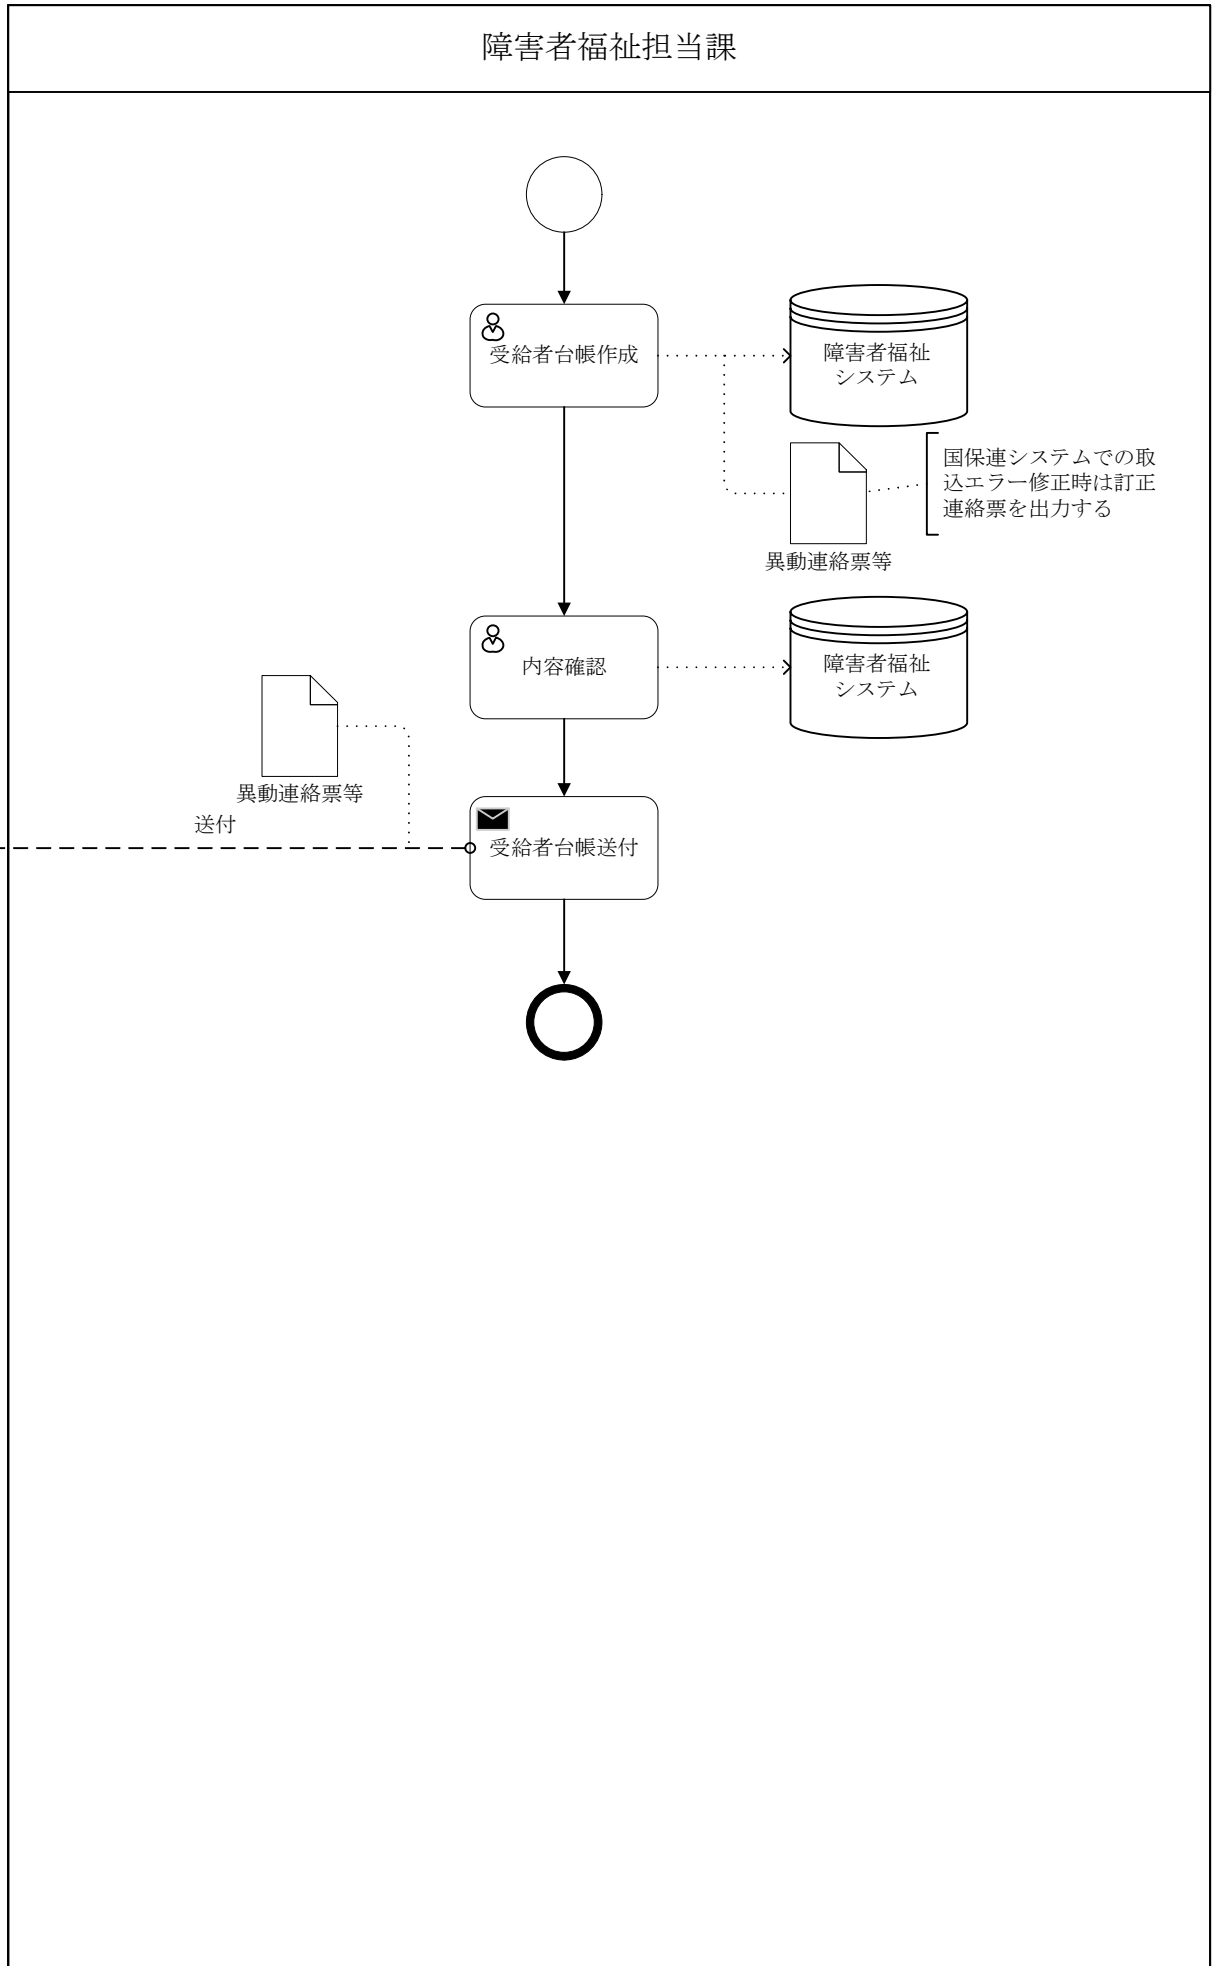 障害者福祉担当課
受給者台帳作成
障害者福祉
システム
国保連システムでの取
込エラー修正時は訂正
連絡票を出力する
異動連絡票等
内容確認
障害者福祉
システム
異動連絡票等
送付
受給者台帳送付